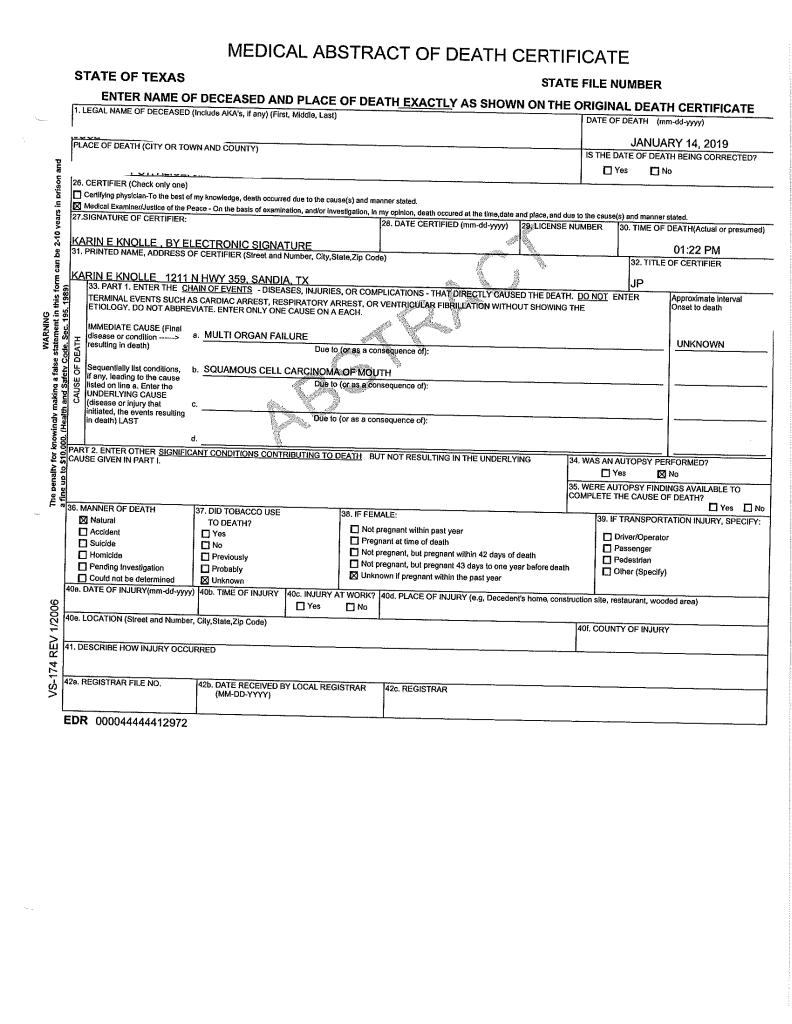 MEDICAL ABSTRACT OF DEATH CERTIFICATE
STATE OF TEXAS
STATE FILE NUMBER
ENTER NAME OF DECEASED AND PLACE OF DEATH EXACTLY AS SHOWN ON THE ORIGINAL DEATH CERTIFICATE
1. LEGAL NAME OF DECEASED (Include AKA's, if any) (First, Middle, Last)
DATE OF DEATH (mm-dd-yyyy)
JANUARY 14, 2019
PLACE OF DEATH (CITY OR TOWN AND COUNTY)
IS THE DATE OF DEATH BEING CORRECTED?
☐ Yes ☐ No
26. CERTIFIER (Check only one)
☐ Certifying physician-To the best of my knowledge, death occurred due to the cause(s) and manner stated.
☒ Medical Examiner/Justice of the Peace - On the basis of examination, and/or investigation, in my opinion, death occured at the time,date and place, and due to the cause(s) and manner stated.
27.SIGNATURE OF CERTIFIER:
28. DATE CERTIFIED (mm-dd-yyyy)
29. LICENSE NUMBER
30. TIME OF DEATH(Actual or presumed)
KARIN E KNOLLE , BY ELECTRONIC SIGNATURE
01:22 PM
31. PRINTED NAME, ADDRESS OF CERTIFIER (Street and Number, City,State,Zip Code)
32. TITLE OF CERTIFIER
KARIN E KNOLLE 1211 N HWY 359, SANDIA, TX
JP
33. PART 1. ENTER THE CHAIN OF EVENTS - DISEASES, INJURIES, OR COMPLICATIONS - THAT DIRECTLY CAUSED THE DEATH. DO NOT ENTER
TERMINAL EVENTS SUCH AS CARDIAC ARREST, RESPIRATORY ARREST, OR VENTRICULAR FIBRILLATION WITHOUT SHOWING THE
ETIOLOGY. DO NOT ABBREVIATE. ENTER ONLY ONE CAUSE ON A EACH.
Approximate interval
Onset to death
CAUSE OF DEATH
IMMEDIATE CAUSE (Final
disease or condition ------>
resulting in death)
a. MULTI ORGAN FAILURE
UNKNOWN
Due to (or as a consequence of):
Sequentially list conditions,
if any, leading to the cause
listed on line a. Enter the
UNDERLYING CAUSE
(disease or injury that
initiated, the events resulting
in death) LAST
b. SQUAMOUS CELL CARCINOMA OF MOUTH
Due to (or as a consequence of):
c.
Due to (or as a consequence of):
d.
ABSTRACT
PART 2. ENTER OTHER SIGNIFICANT CONDITIONS CONTRIBUTING TO DEATH BUT NOT RESULTING IN THE UNDERLYING
CAUSE GIVEN IN PART I.
34. WAS AN AUTOPSY PERFORMED?
☐ Yes ☒ No
35. WERE AUTOPSY FINDINGS AVAILABLE TO
COMPLETE THE CAUSE OF DEATH?
☐ Yes ☐ No
36. MANNER OF DEATH
☒ Natural
☐ Accident
☐ Suicide
☐ Homicide
☐ Pending Investigation
☐ Could not be determined
37. DID TOBACCO USE
TO DEATH?
☐ Yes
☐ No
☐ Previously
☐ Probably
☒ Unknown
38. IF FEMALE:
☐ Not pregnant within past year
☐ Pregnant at time of death
☐ Not pregnant, but pregnant within 42 days of death
☐ Not pregnant, but pregnant 43 days to one year before death
☒ Unknown if pregnant within the past year
39. IF TRANSPORTATION INJURY, SPECIFY:
☐ Driver/Operator
☐ Passenger
☐ Pedestrian
☐ Other (Specify)
40a. DATE OF INJURY(mm-dd-yyyy)
40b. TIME OF INJURY
40c. INJURY AT WORK?
☐ Yes ☐ No
40d. PLACE OF INJURY (e.g, Decedent's home, construction site, restaurant, wooded area)
40e. LOCATION (Street and Number, City,State,Zip Code)
40f. COUNTY OF INJURY
41. DESCRIBE HOW INJURY OCCURRED
42a. REGISTRAR FILE NO.
42b. DATE RECEIVED BY LOCAL REGISTRAR
(MM-DD-YYYY)
42c. REGISTRAR
EDR 000044444412972
WARNING
The penalty for knowingly making a false statement in this form can be 2-10 years in prison and
a fine up to $10,000. (Health and Safety Code, Sec. 195, 1989)
VS-174 REV 1/2006